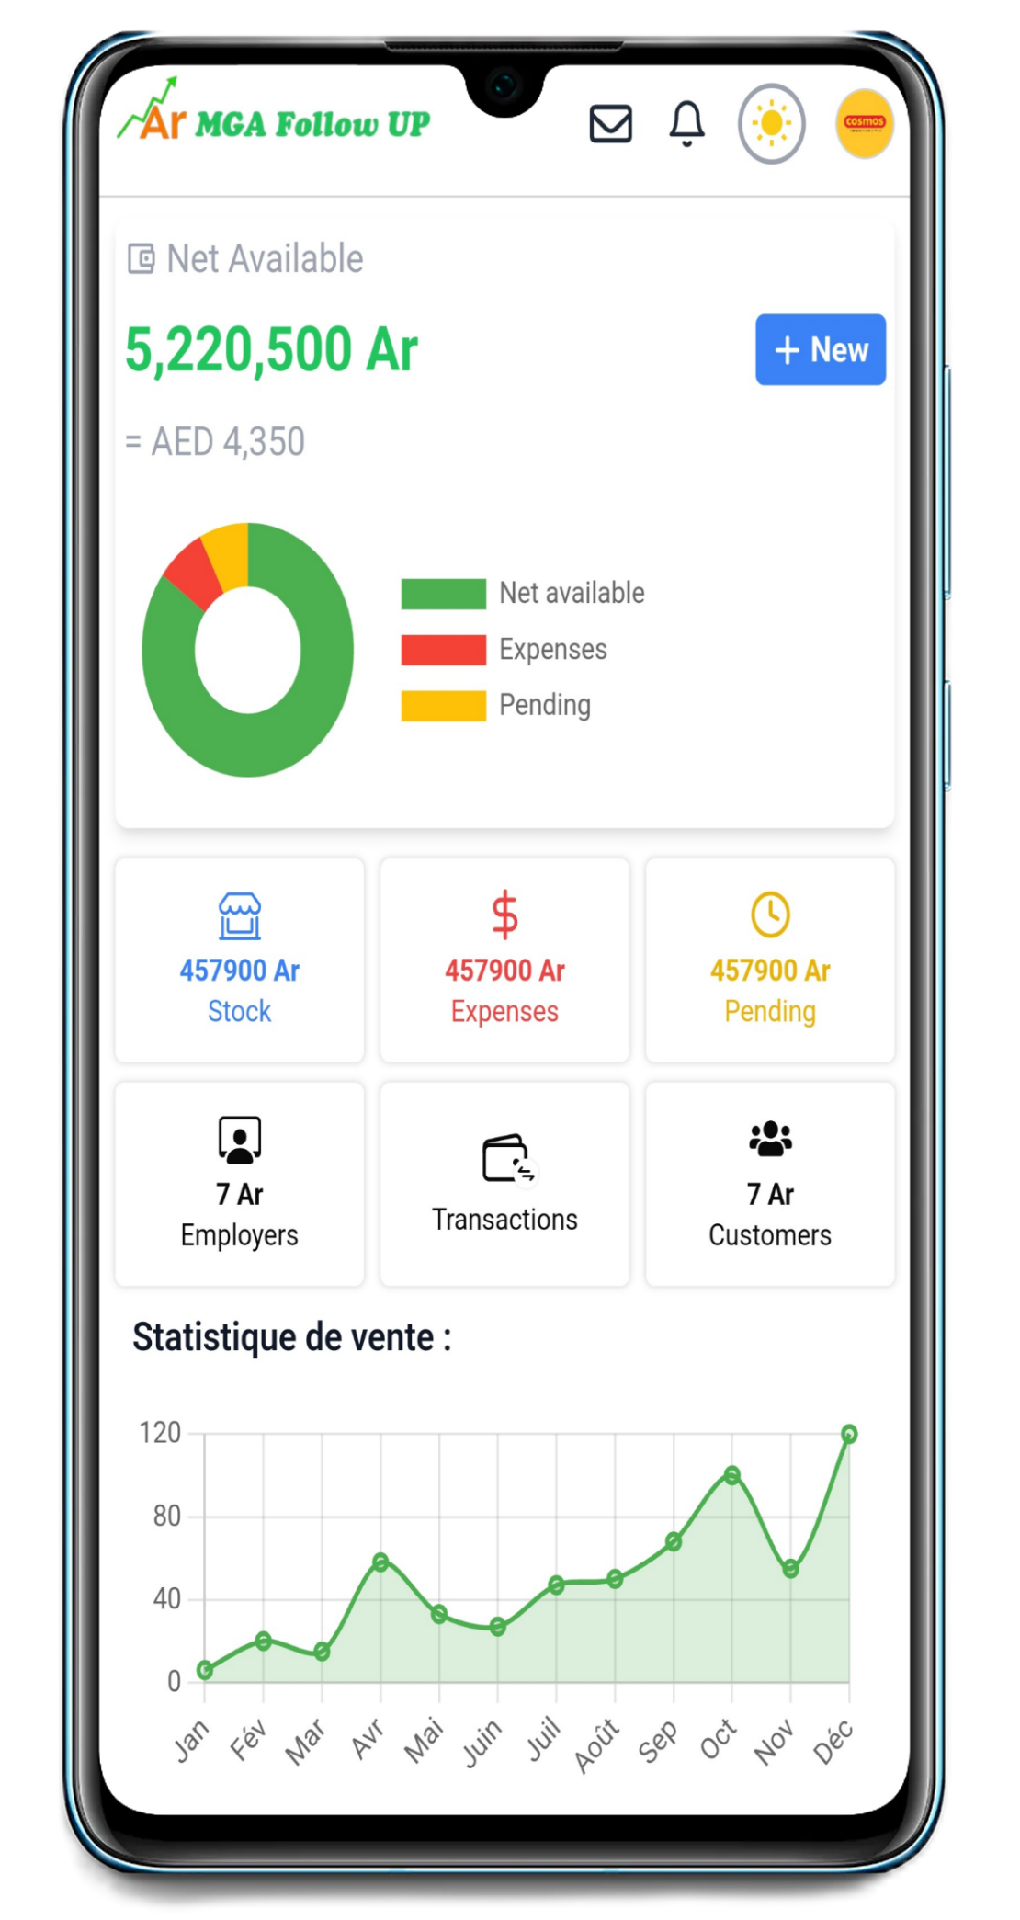 Ar MGA Follow UP
cosmos
Net Available
5,220,500 Ar
+ New
= AED 4,350
Net available
Expenses
Pending
457900 Ar
Stock
457900 Ar
Expenses
457900 Ar
Pending
7 Ar
Employers
Transactions
7 Ar
Customers
Statistique de vente :
120
80
40
0
Jan Fév Mar Avr Mai Juin Juil Août Sep Oct Nov Déc